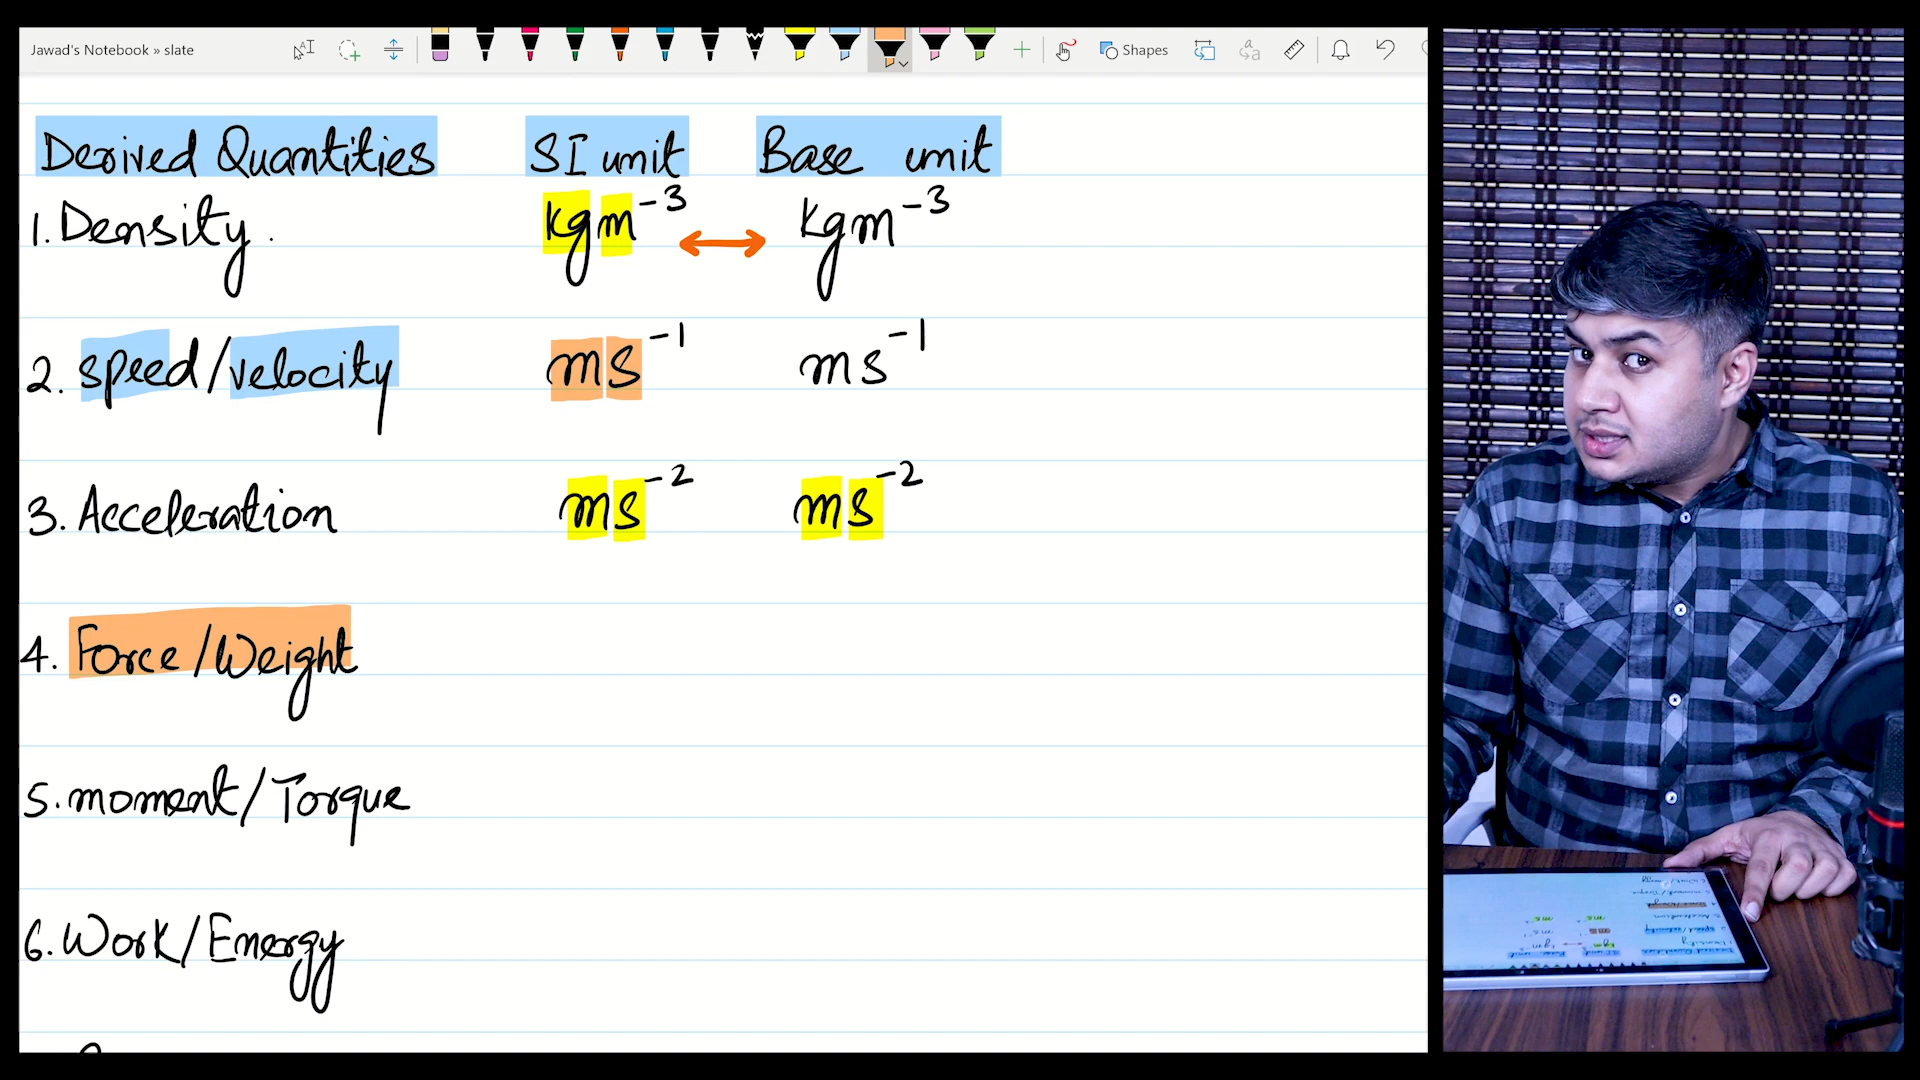 Jawad's Notebook » slate
Shapes
Derived Quantities SI unit Base unit
1. Density. kgm⁻³ ↔ kgm⁻³
2. speed/velocity ms⁻¹ ms⁻¹
3. Acceleration ms⁻² ms⁻²
4. Force/Weight
5. moment/Torque
6. Work/Energy